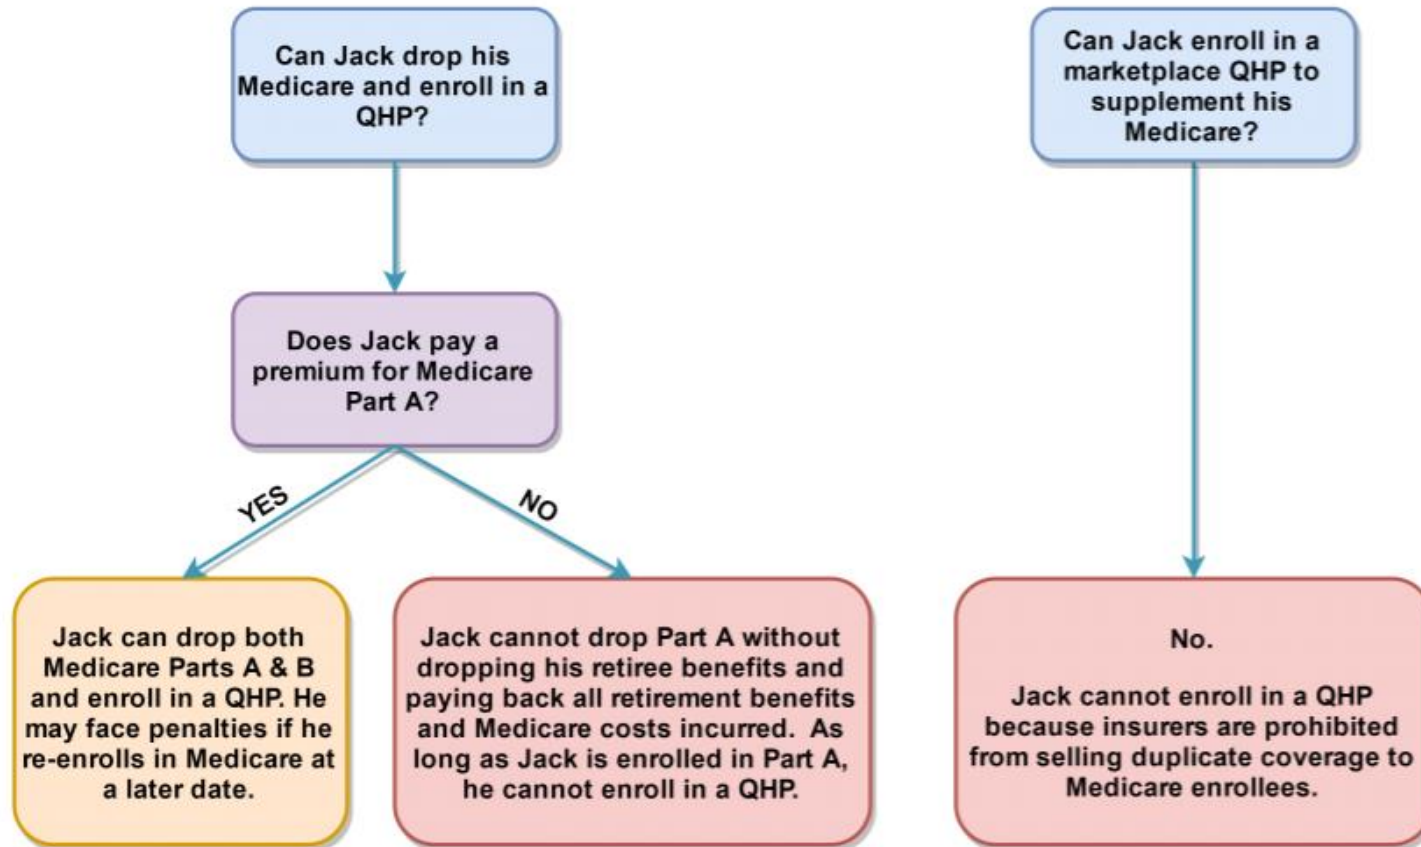 Can Jack drop his
Medicare and enroll in a
QHP?
Does Jack pay a
premium for Medicare
Part A?
YES
NO
Jack can drop both
Medicare Parts A & B
and enroll in a QHP. He
may face penalties if he
re-enrolls in Medicare at
a later date.
Jack cannot drop Part A without
dropping his retiree benefits and
paying back all retirement benefits
and Medicare costs incurred. As
long as Jack is enrolled in Part A,
he cannot enroll in a QHP.
Can Jack enroll in a
marketplace QHP to
supplement his
Medicare?
No.
Jack cannot enroll in a QHP
because insurers are prohibited
from selling duplicate coverage to
Medicare enrollees.